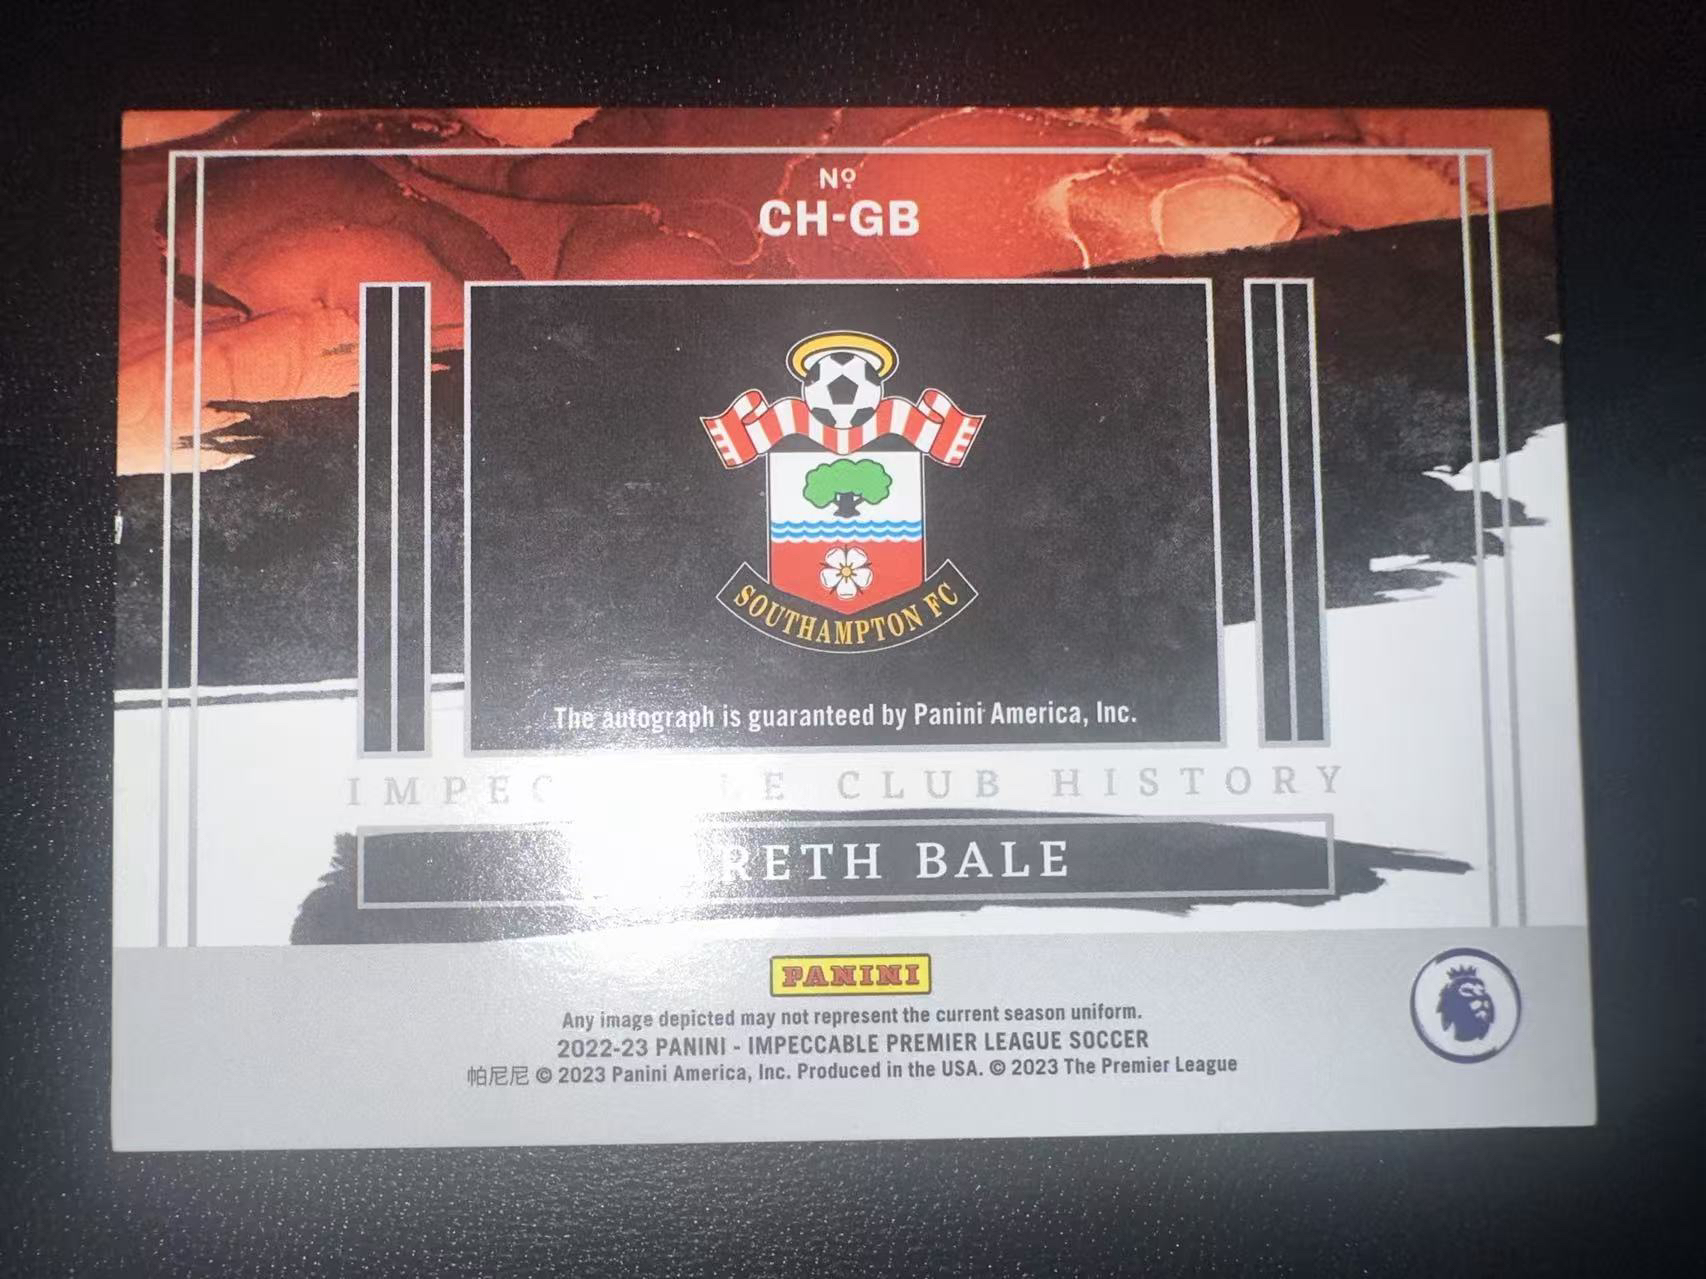 Nº
CH-GB
SOUTHAMPTON FC
The autograph is guaranteed by Panini America, Inc.
CLUB HISTORY
BALE
PANINI
Any image depicted may not represent the current season uniform.
2022-23 PANINI - IMPECCABLE PREMIER LEAGUE SOCCER
帕尼尼 © 2023 Panini America, Inc. Produced in the USA. © 2023 The Premier League